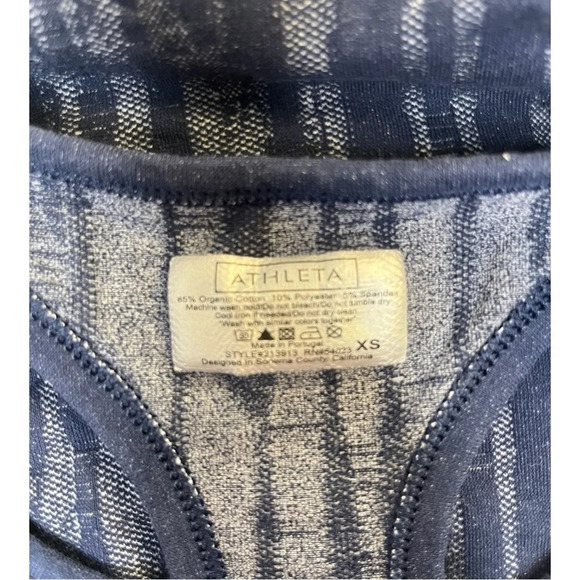 ATHLETA
65% Organic Cotton 10% Polyester 5% Spandex
Machine wash cold/Do not bleach/Do not tumble dry
Cool iron if needed/Do not dry clean
"Wash with similar colors together"
Made in Portugal
STYLE#213913 RN#54023 XS
Designed in Sonoma County, California